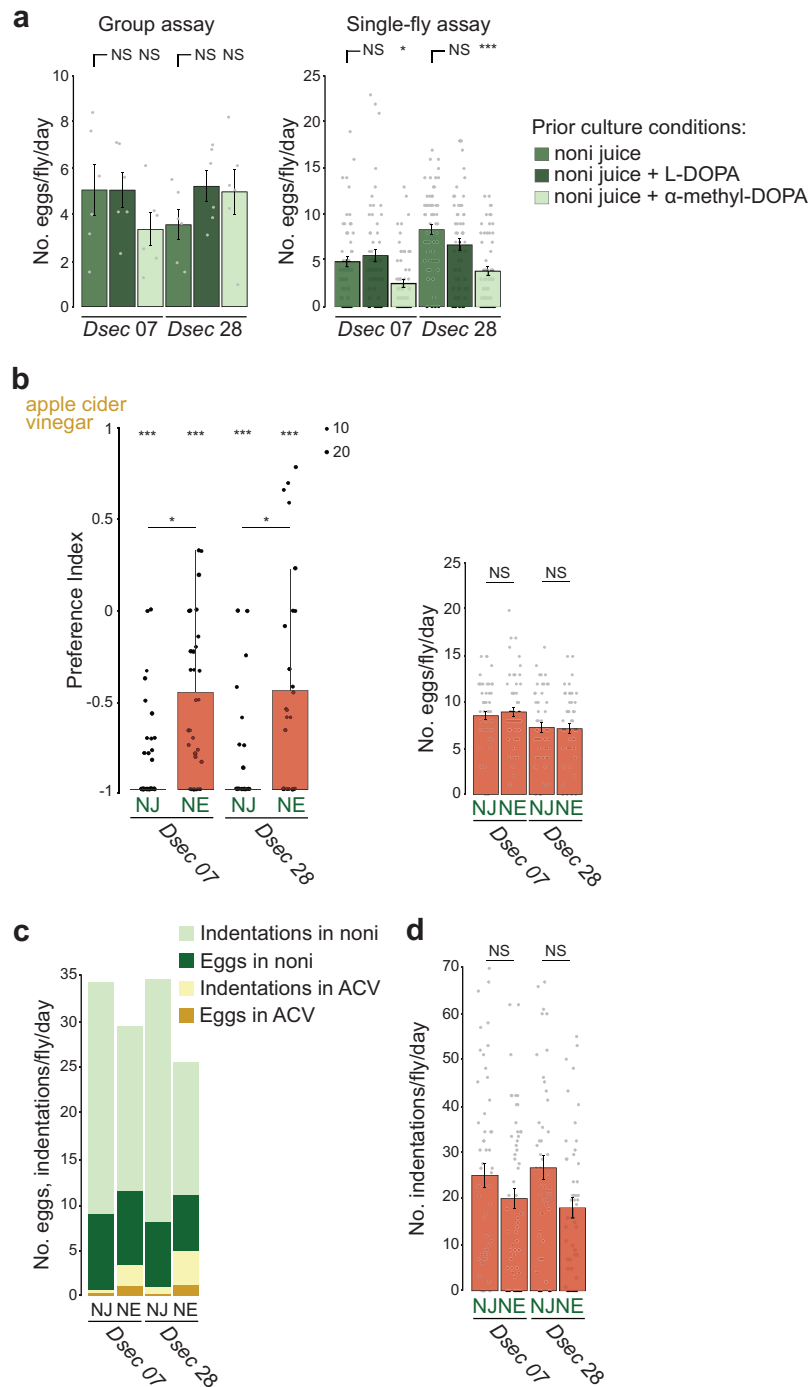 a
Group assay
Single-fly assay
NS NS NS NS
NS * NS ***
No. eggs/fly/day
10
8
6
4
2
0
Dsec 07 Dsec 28
No. eggs/fly/day
25
20
15
10
5
0
Dsec 07 Dsec 28
Prior culture conditions:
noni juice
noni juice + L-DOPA
noni juice + α-methyl-DOPA
b
apple cider
vinegar
*** *** *** ***
10
20
* *
Preference Index
1
0.5
0
-0.5
-1
NJ NE NJ NE
Dsec 07 Dsec 28
NS NS
No. eggs/fly/day
25
20
15
10
5
0
NJ NE NJ NE
Dsec 07 Dsec 28
c
Indentations in noni
Eggs in noni
Indentations in ACV
Eggs in ACV
No. eggs, indentations/fly/day
35
30
25
20
15
10
5
0
NJ NE NJ NE
Dsec 07 Dsec 28
d
NS NS
No. indentations/fly/day
70
60
50
40
30
20
10
0
NJ NE NJ NE
Dsec 07 Dsec 28